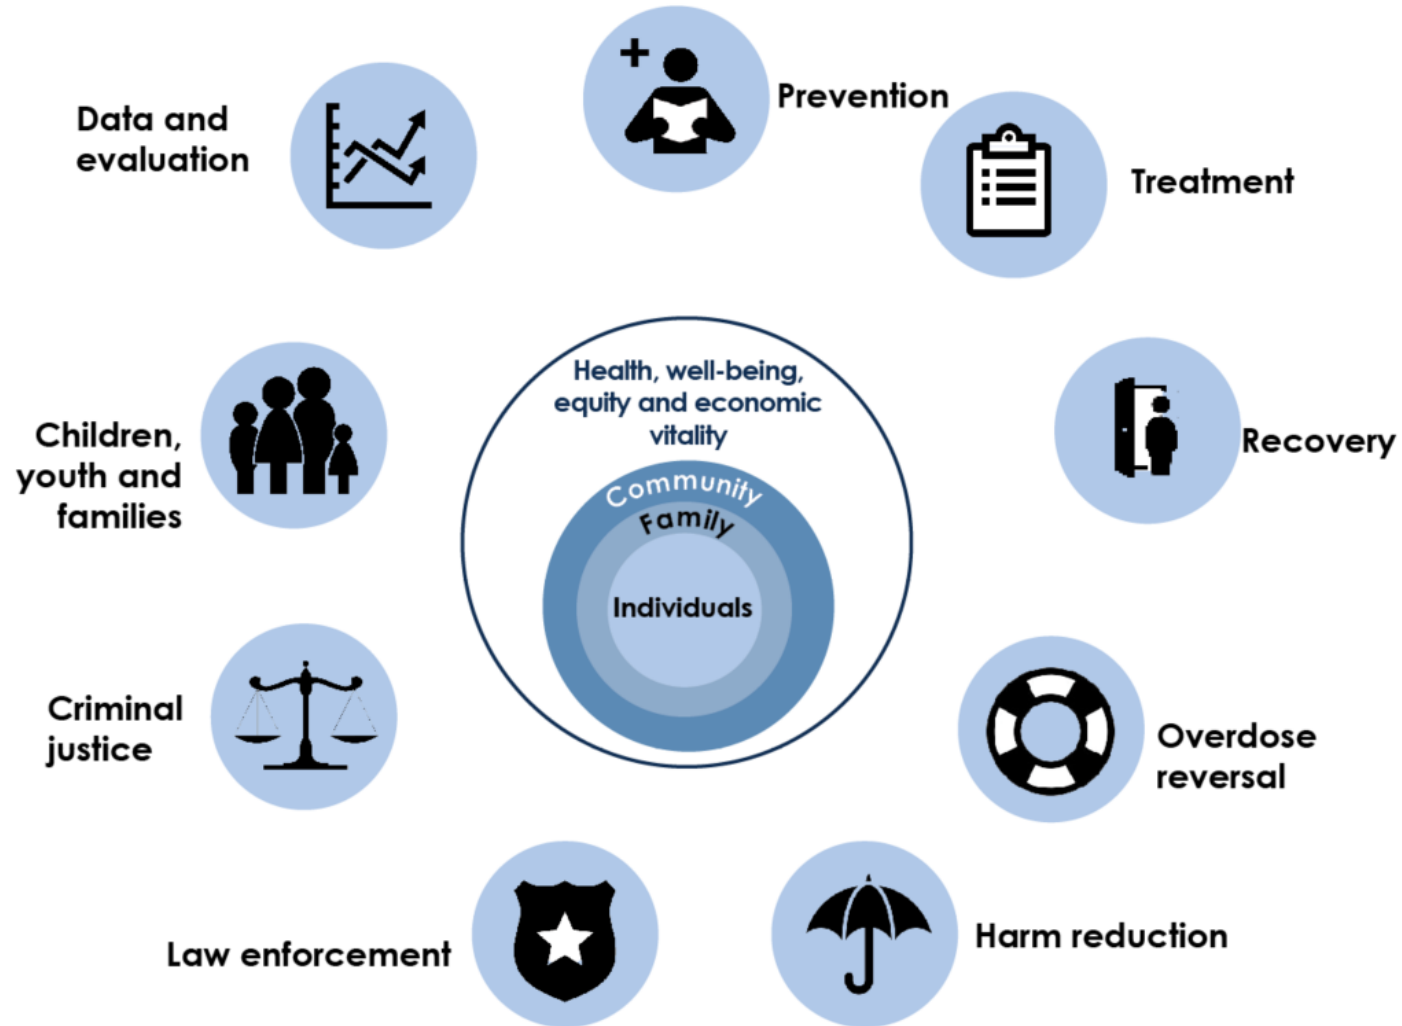 Prevention
Data and
evaluation
Treatment
Health, well-being,
equity and economic
vitality
Children,
youth and
families
Recovery
Community
Family
Individuals
Criminal
justice
Overdose
reversal
Law enforcement
Harm reduction